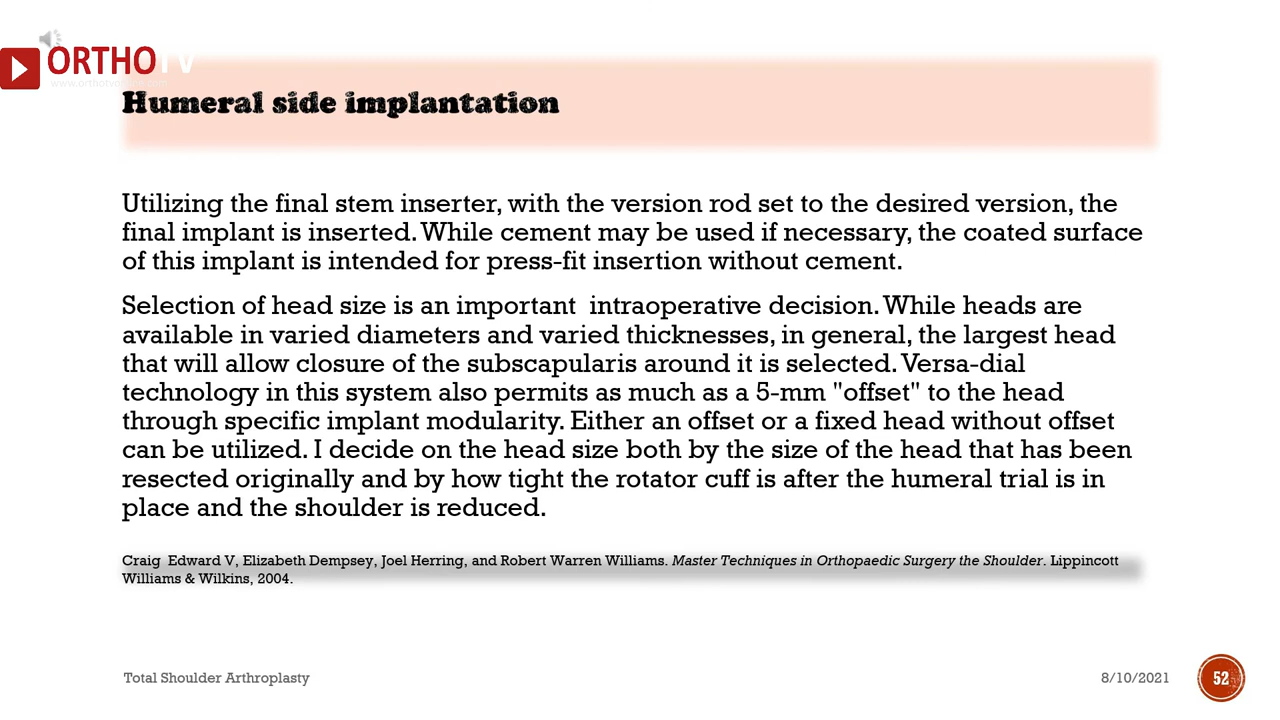 ORTHOTV
www.orthotvonline.com
Humeral side implantation
Utilizing the final stem inserter, with the version rod set to the desired version, the
final implant is inserted. While cement may be used if necessary, the coated surface
of this implant is intended for press-fit insertion without cement.
Selection of head size is an important intraoperative decision. While heads are
available in varied diameters and varied thicknesses, in general, the largest head
that will allow closure of the subscapularis around it is selected. Versa-dial
technology in this system also permits as much as a 5-mm "offset" to the head
through specific implant modularity. Either an offset or a fixed head without offset
can be utilized. I decide on the head size both by the size of the head that has been
resected originally and by how tight the rotator cuff is after the humeral trial is in
place and the shoulder is reduced.
Craig Edward V, Elizabeth Dempsey, Joel Herring, and Robert Warren Williams. Master Techniques in Orthopaedic Surgery the Shoulder. Lippincott
Williams & Wilkins, 2004.
Total Shoulder Arthroplasty
8/10/2021
52